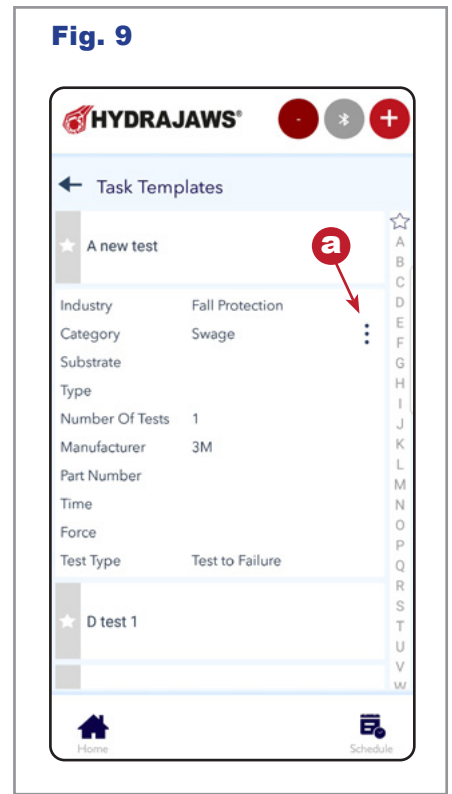 Fig. 9
HYDRAJAWS®
- +
Task Templates
A new test
a
Industry Fall Protection
Category Swage
Substrate
Type
Number Of Tests 1
Manufacturer 3M
Part Number
Time
Force
Test Type Test to Failure
D test 1
A
B
C
D
E
F
G
H
I
J
K
L
M
N
O
P
Q
R
S
T
U
V
W
Home Schedule